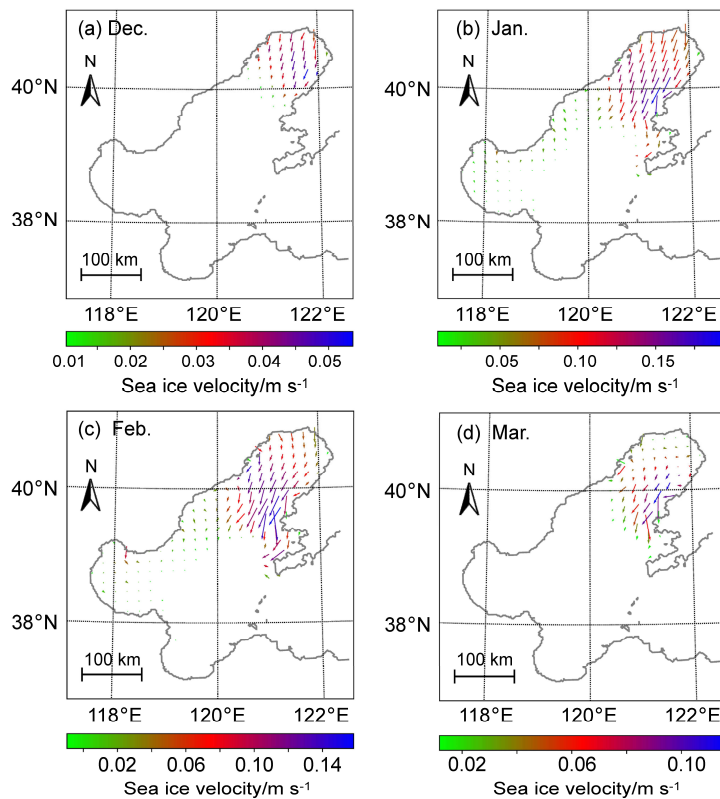 (a) Dec.
N
40°N
38°N
100 km
118°E 120°E 122°E
0.01 0.02 0.03 0.04 0.05
Sea ice velocity/m s⁻¹
(b) Jan.
N
40°N
38°N
100 km
118°E 120°E 122°E
0.05 0.10 0.15
Sea ice velocity/m s⁻¹
(c) Feb.
N
40°N
38°N
100 km
118°E 120°E 122°E
0.02 0.06 0.10 0.14
Sea ice velocity/m s⁻¹
(d) Mar.
N
40°N
38°N
100 km
118°E 120°E 122°E
0.02 0.06 0.10
Sea ice velocity/m s⁻¹